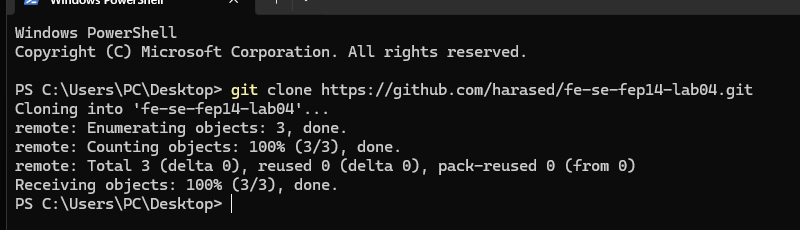 Windows PowerShell
Windows PowerShell
Copyright (C) Microsoft Corporation. All rights reserved.
PS C:\Users\PC\Desktop> git clone https://github.com/harased/fe-se-fep14-lab04.git
Cloning into 'fe-se-fep14-lab04'...
remote: Enumerating objects: 3, done.
remote: Counting objects: 100% (3/3), done.
remote: Total 3 (delta 0), reused 0 (delta 0), pack-reused 0 (from 0)
Receiving objects: 100% (3/3), done.
PS C:\Users\PC\Desktop>